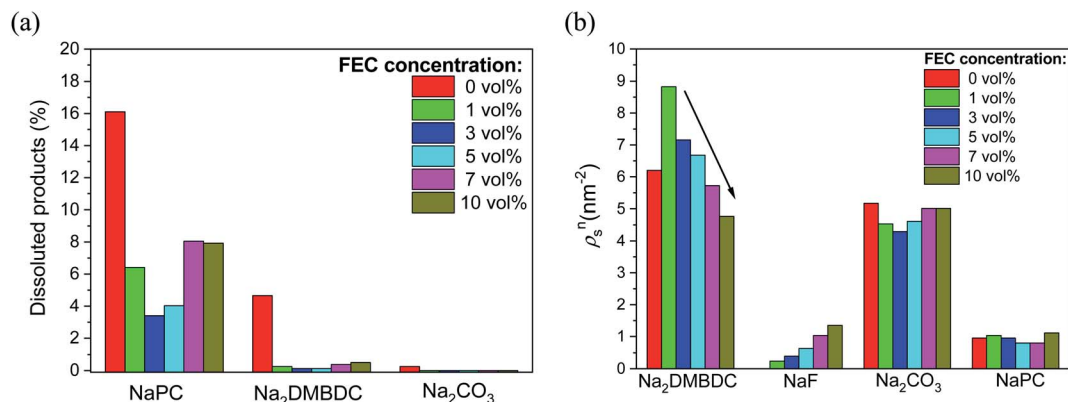 (a)
20
18
16
14
12
10
8
6
4
2
0
Dissoluted products (%)
FEC concentration:
0 vol%
1 vol%
3 vol%
5 vol%
7 vol%
10 vol%
NaPC
Na₂DMBDC
Na₂CO₃
(b)
10
9
8
7
6
5
4
3
2
1
0
ρₛⁿ(nm⁻²)
FEC concentration:
0 vol%
1 vol%
3 vol%
5 vol%
7 vol%
10 vol%
Na₂DMBDC
NaF
Na₂CO₃
NaPC